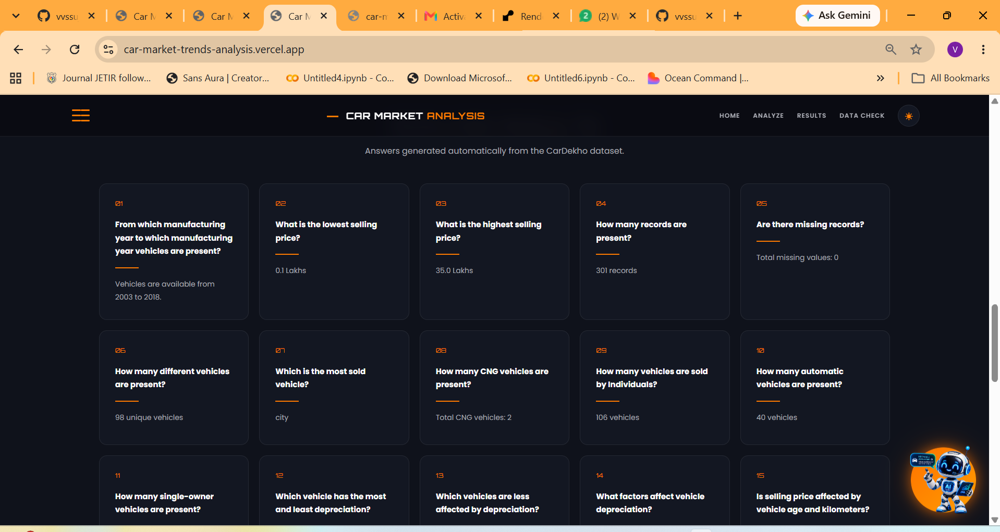 vvssu
Car M
Car M
Car M
car-m
Activa
Rend
(2) W
vvssu
Ask Gemini
car-market-trends-analysis.vercel.app
V
Journal JETIR follow...
Sans Aura | Creator...
Untitled4.ipynb - Co...
Download Microsof...
Untitled6.ipynb - Co...
Ocean Command |...
All Bookmarks
CAR MARKET ANALYSIS
HOME
ANALYZE
RESULTS
DATA CHECK
Answers generated automatically from the CarDekho dataset.
01
From which manufacturing
year to which manufacturing
year vehicles are present?
Vehicles are available from
2003 to 2018.
02
What is the lowest selling
price?
0.1 Lakhs
03
What is the highest selling
price?
35.0 Lakhs
04
How many records are
present?
301 records
05
Are there missing records?
Total missing values: 0
06
How many different vehicles
are present?
98 unique vehicles
07
Which is the most sold
vehicle?
city
08
How many CNG vehicles are
present?
Total CNG vehicles: 2
09
How many vehicles are sold
by Individuals?
106 vehicles
10
How many automatic
vehicles are present?
40 vehicles
11
How many single-owner
vehicles are present?
12
Which vehicle has the most
and least depreciation?
13
Which vehicles are less
affected by depreciation?
14
What factors affect vehicle
depreciation?
15
Is selling price affected by
vehicle age and kilometers?
AI